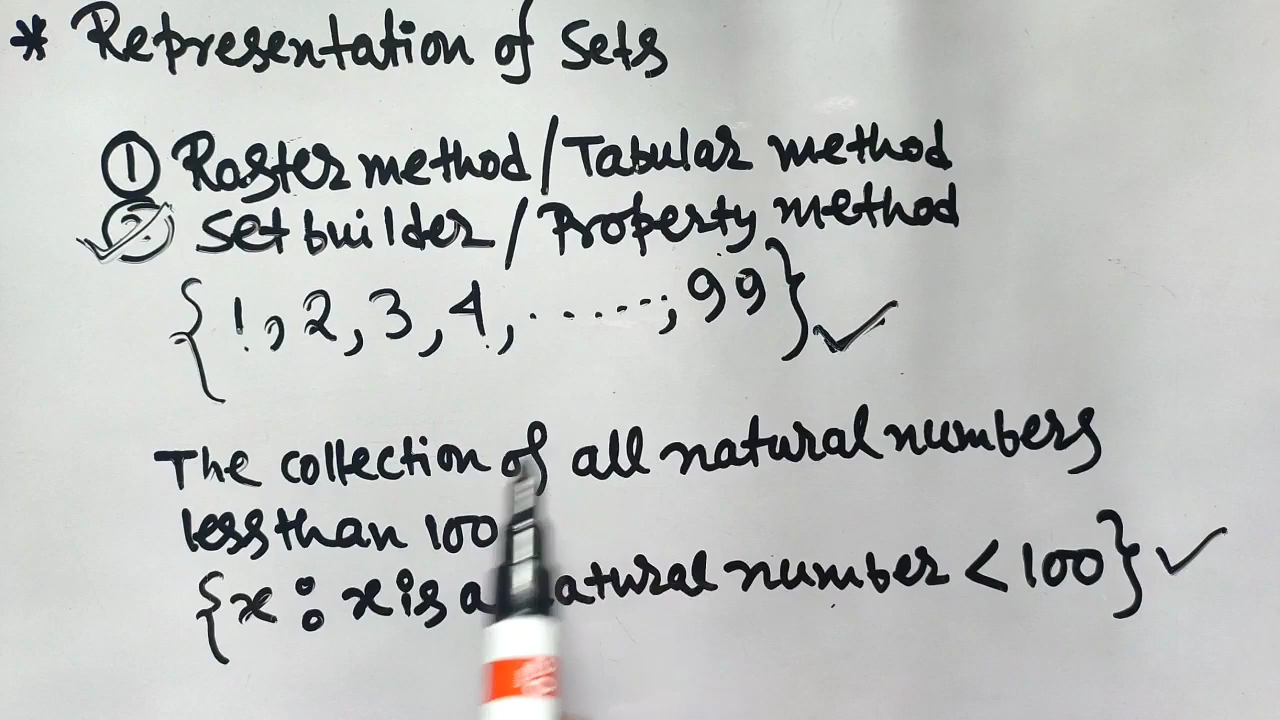 * Representation of Sets
① Roster method / Tabular method
② Set builder / Property method
{1, 2, 3, 4, ......, 99} ✓
The collection of all natural numbers
less than 100
{x : x is a natural number < 100} ✓